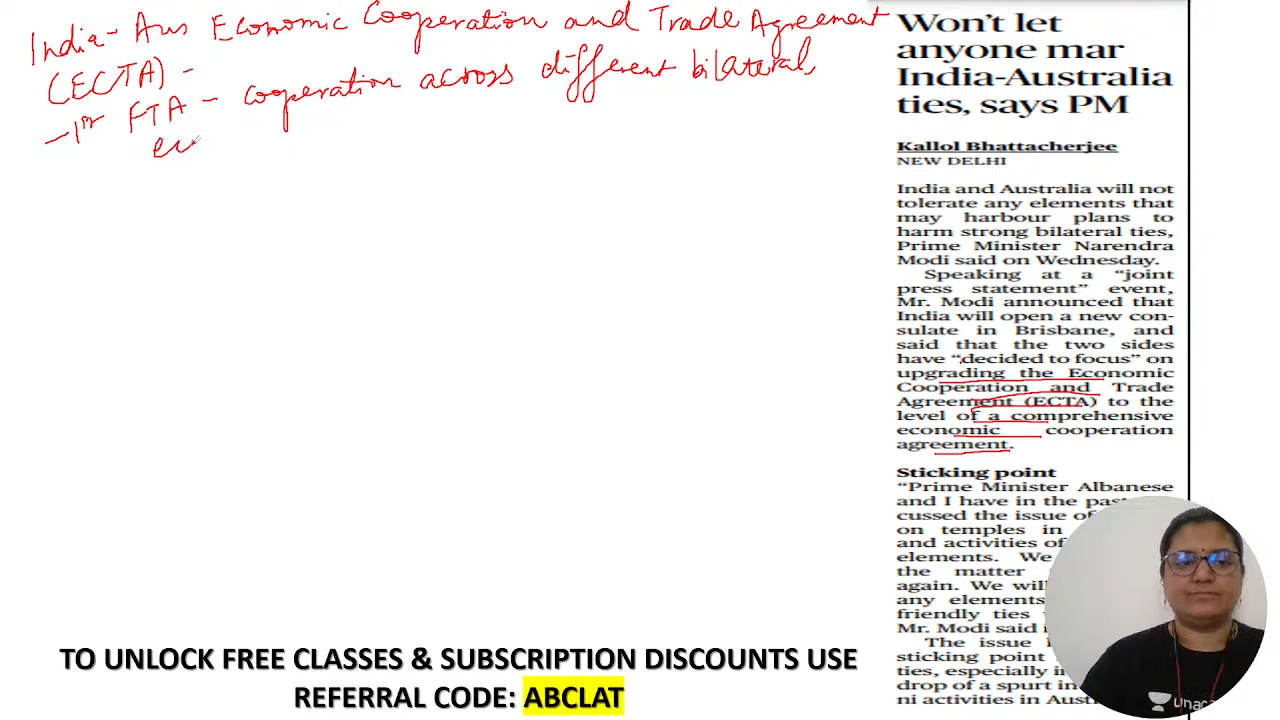 India- Aus Economic Cooperation and Trade Agreement
(ECTA) -
- 1st FTA - cooperation across different bilateral
Won't let
anyone mar
India-Australia
ties, says PM
Kallol Bhattacherjee
NEW DELHI
India and Australia will not
tolerate any elements that
may harbour plans to
harm strong bilateral ties,
Prime Minister Narendra
Modi said on Wednesday.
Speaking at a “joint
press statement” event,
Mr. Modi announced that
India will open a new con-
sulate in Brisbane, and
said that the two sides
have “decided to focus” on
upgrading the Economic
Cooperation and Trade
Agreement (ECTA) to the
level of a comprehensive
economic cooperation
agreement.
Sticking point
“Prime Minister Albanese
and I have in the past
cussed the issue of
on temples in
and activities of
elements. We
the matter
again. We will
any elements
friendly ties
Mr. Modi said
The issue
sticking point
ties, especially in
drop of a spurt in
ni activities in
TO UNLOCK FREE CLASSES & SUBSCRIPTION DISCOUNTS USE
REFERRAL CODE: ABCLAT